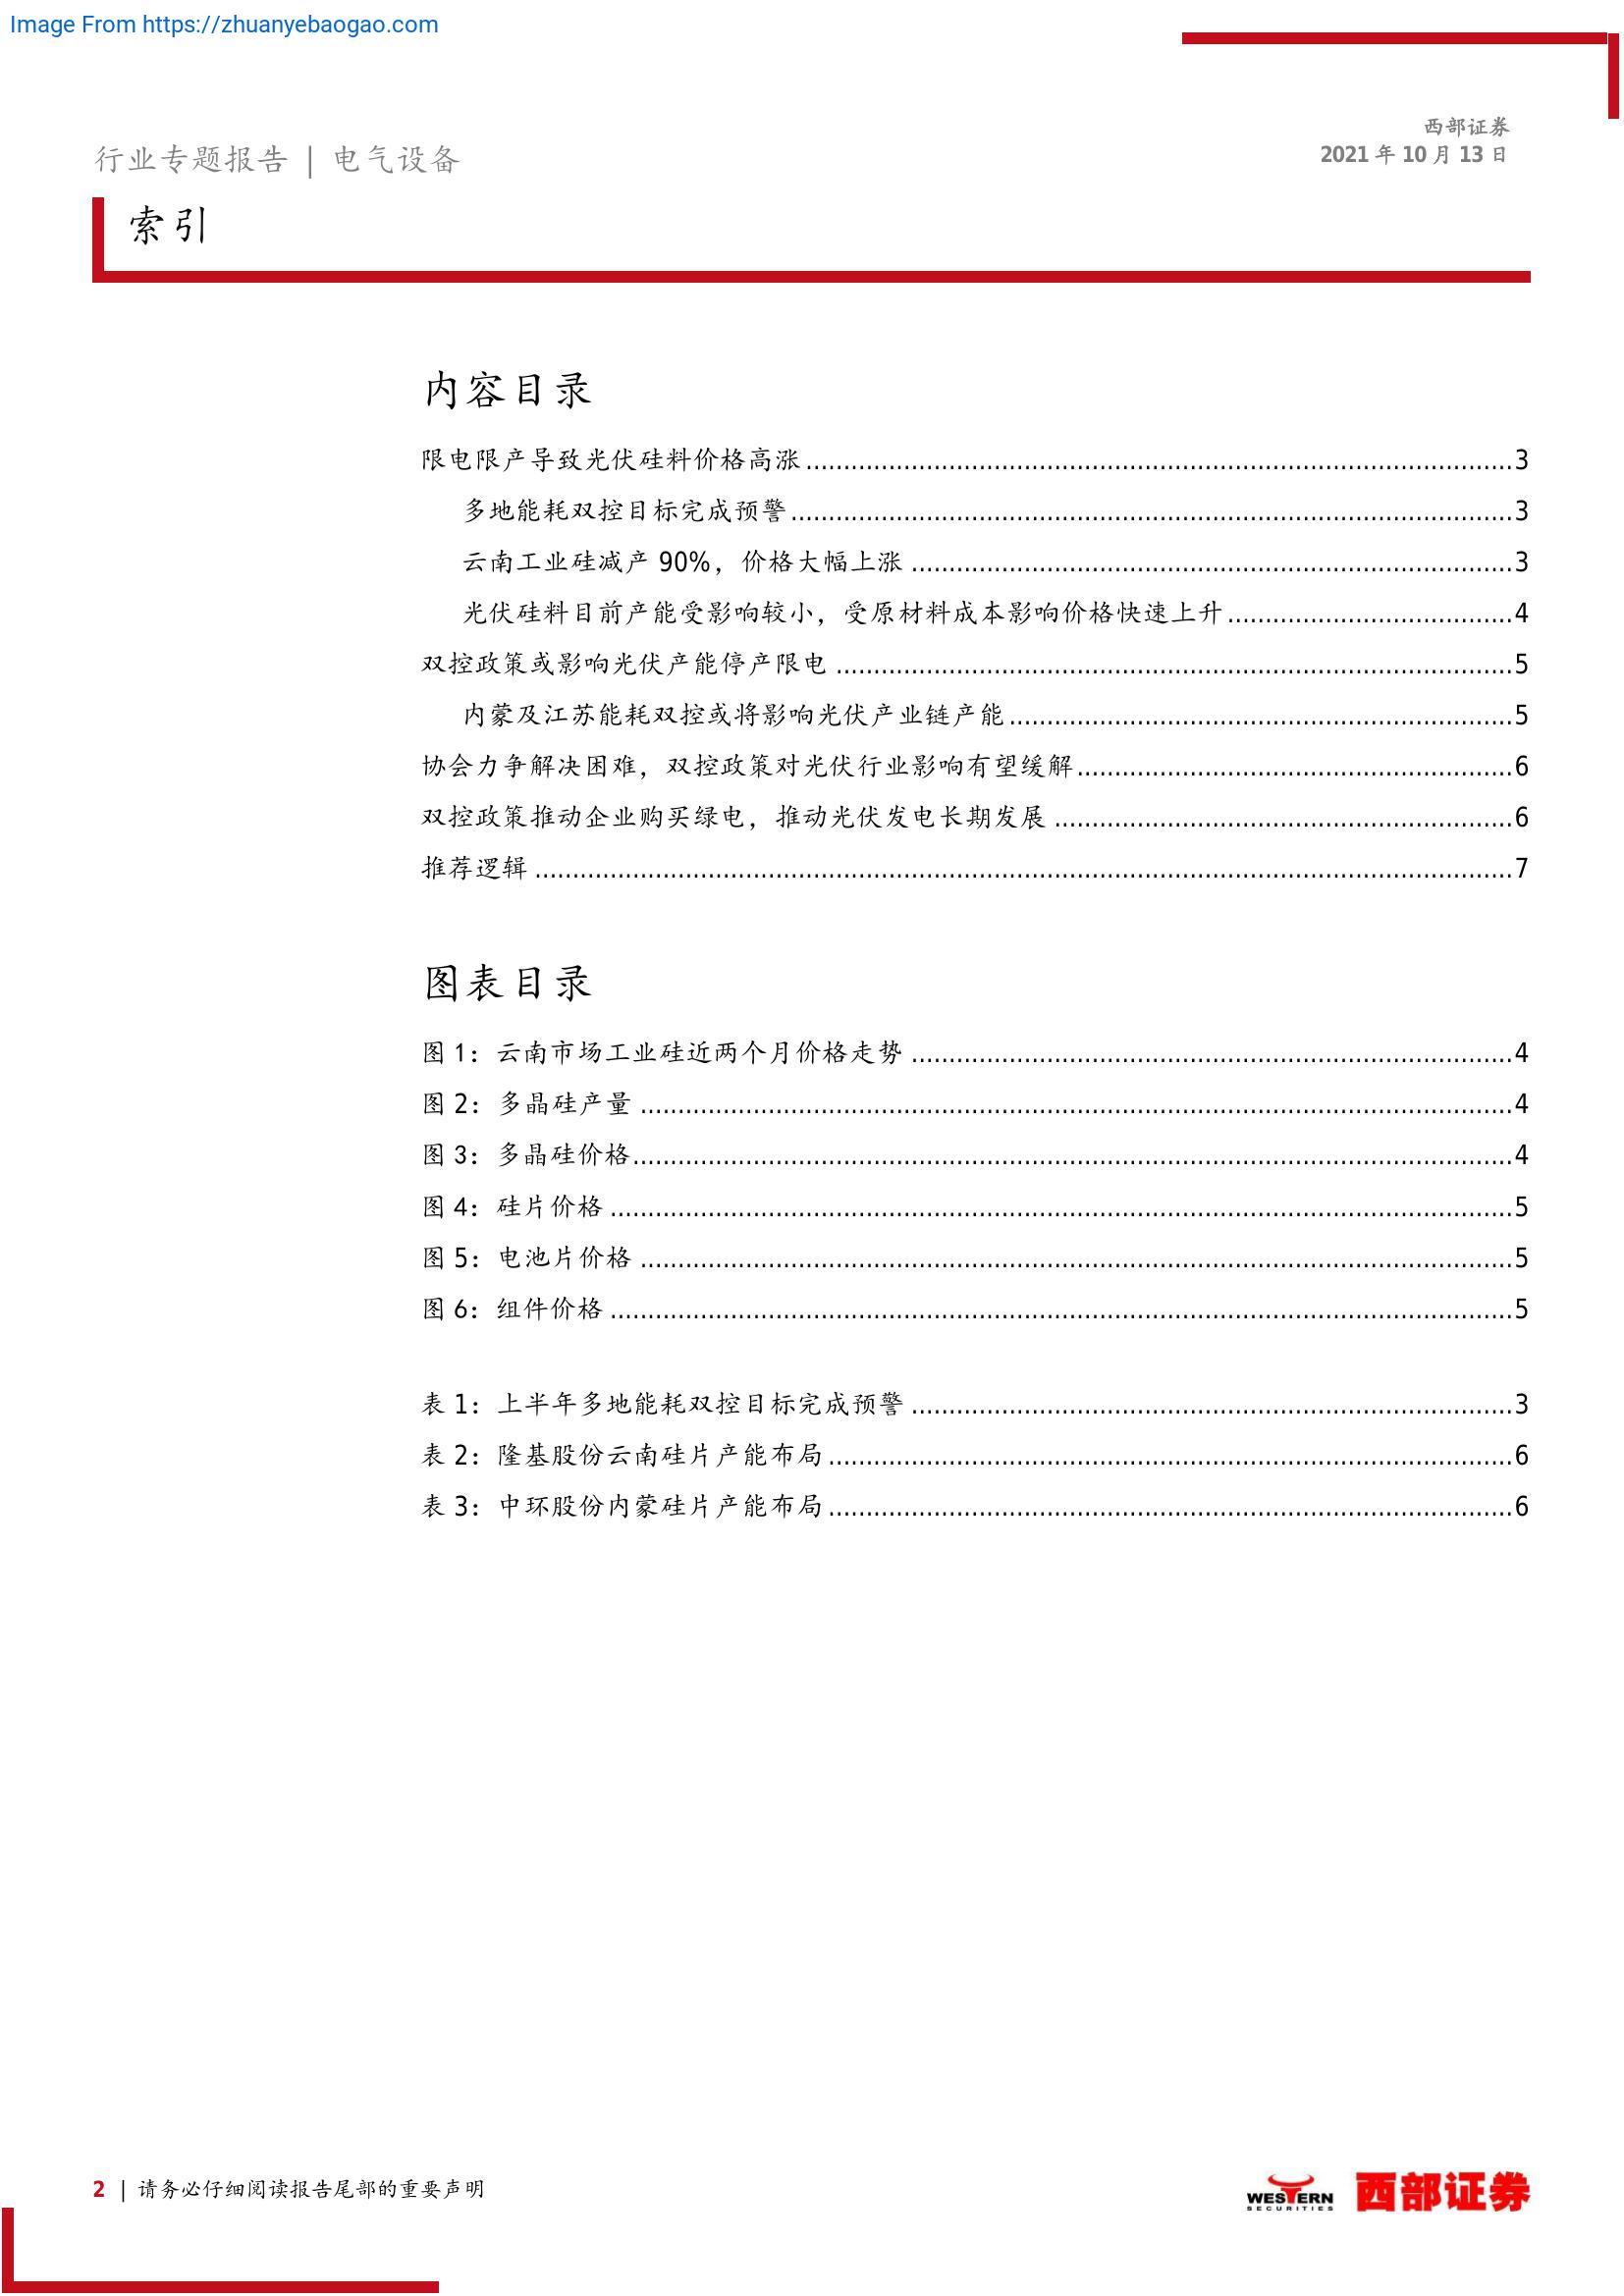 Image From https://zhuanyebaogao.com
西部证券
2021 年 10 月 13 日
行业专题报告 | 电气设备
索引
内容目录
限电限产导致光伏硅料价格高涨........................................3
多地能耗双控目标完成预警........................................3
云南工业硅减产 90%，价格大幅上涨 ........................................3
光伏硅料目前产能受影响较小，受原材料成本影响价格快速上升........................................4
双控政策或影响光伏产能停产限电 ........................................5
内蒙及江苏能耗双控或将影响光伏产业链产能........................................5
协会力争解决困难，双控政策对光伏行业影响有望缓解........................................6
双控政策推动企业购买绿电，推动光伏发电长期发展 ........................................6
推荐逻辑 ........................................7
图表目录
图 1：云南市场工业硅近两个月价格走势 ........................................4
图 2：多晶硅产量 ........................................4
图 3：多晶硅价格........................................4
图 4：硅片价格 ........................................5
图 5：电池片价格 ........................................5
图 6：组件价格 ........................................5
表 1：上半年多地能耗双控目标完成预警 ........................................3
表 2：隆基股份云南硅片产能布局........................................6
表 3：中环股份内蒙硅片产能布局........................................6
2 | 请务必仔细阅读报告尾部的重要声明
WESTERN
SECURITIES
西部证券